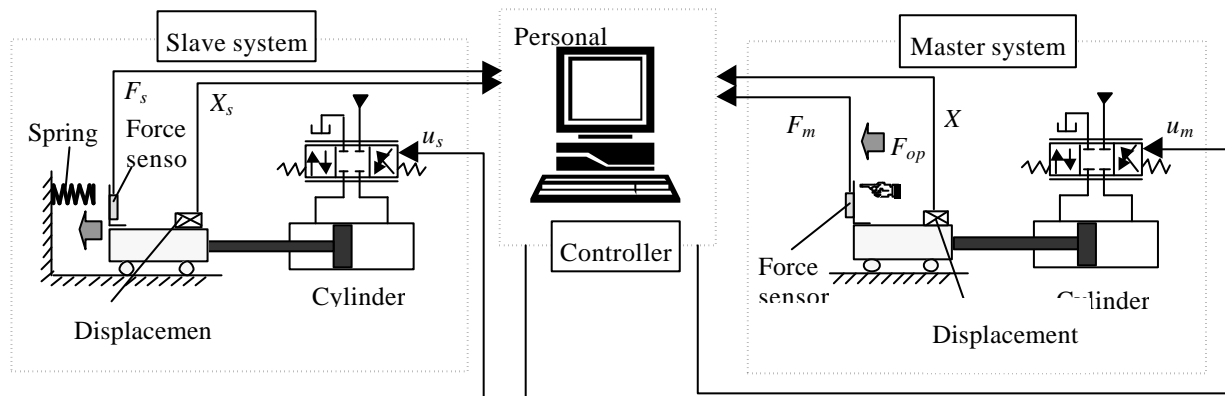 Slave system
Personal
Master system
F_s
X_s
Spring
Force
senso
u_s
F_m
F_op
X
u_m
Controller
Force
sensor
Cylinder
Displacemen
Cylinder
Displacement